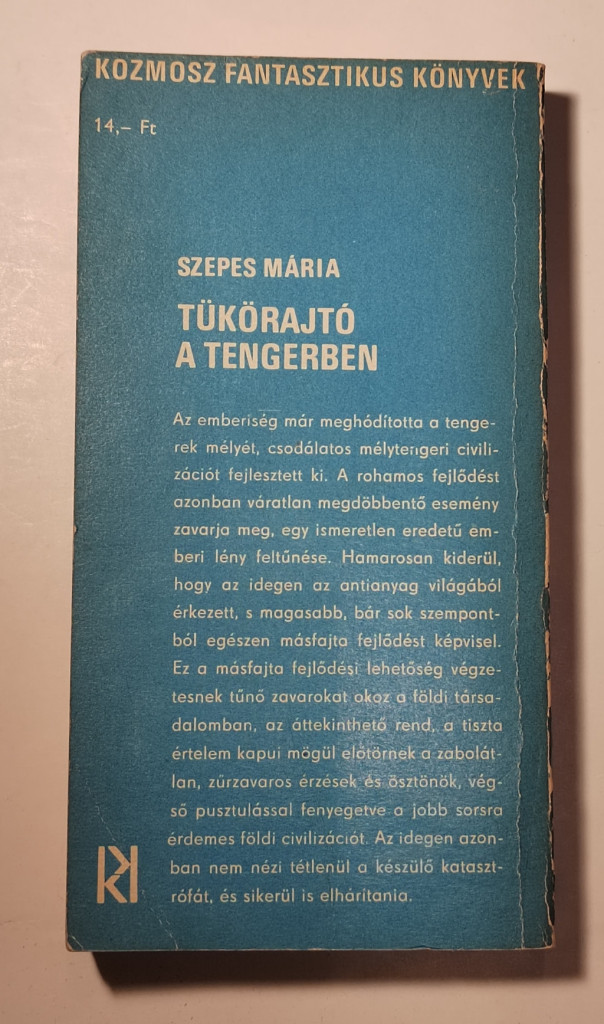 KOZMOSZ FANTASZTIKUS KÖNYVEK
14,– Ft
SZEPES MÁRIA
TÜKÖRAJTÓ
A TENGERBEN
Az emberiség már meghódította a tenge-
rek mélyét, csodálatos mélytengeri civili-
zációt fejlesztett ki. A rohamos fejlődést
azonban váratlan megdöbbentő esemény
zavarja meg, egy ismeretlen eredetű em-
beri lény feltűnése. Hamarosan kiderül,
hogy az idegen az antianyag világából
érkezett, s magasabb, bár sok szempont-
ból egészen másfajta fejlődést képvisel.
Ez a másfajta fejlődési lehetőség végze-
tesnek tűnő zavarokat okoz a földi társa-
dalomban, az áttekinthető rend, a tiszta
értelem kapui mögül előtörnek a zabolát-
lan, zűrzavaros érzések és ösztönök, vég-
ső pusztulással fenyegetve a jobb sorsra
érdemes földi civilizációt. Az idegen azon-
ban nem nézi tétlenül a készülő kataszt-
rófát, és sikerül is elhárítania.